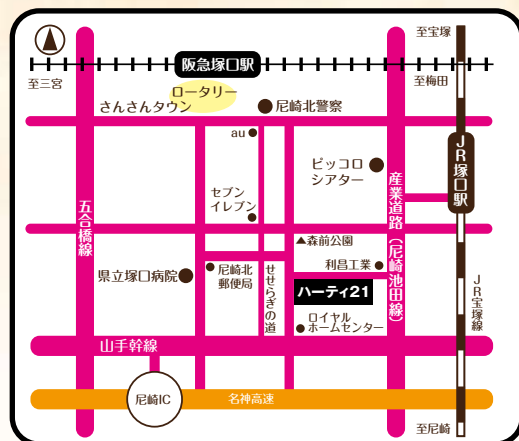 至宝塚
阪急塚口駅
至三宮
至梅田
ロータリー
さんさんタウン
尼崎北警察
au
JR塚口駅
ピッコロ
シアター
産業道路(尼崎池田線)
五合橋線
セブン
イレブン
▲森前公園
利昌工業
県立塚口病院
尼崎北
郵便局
せせらぎの道
ハーティ21
JR宝塚線
ロイヤル
ホームセンター
山手幹線
尼崎IC
名神高速
至尼崎